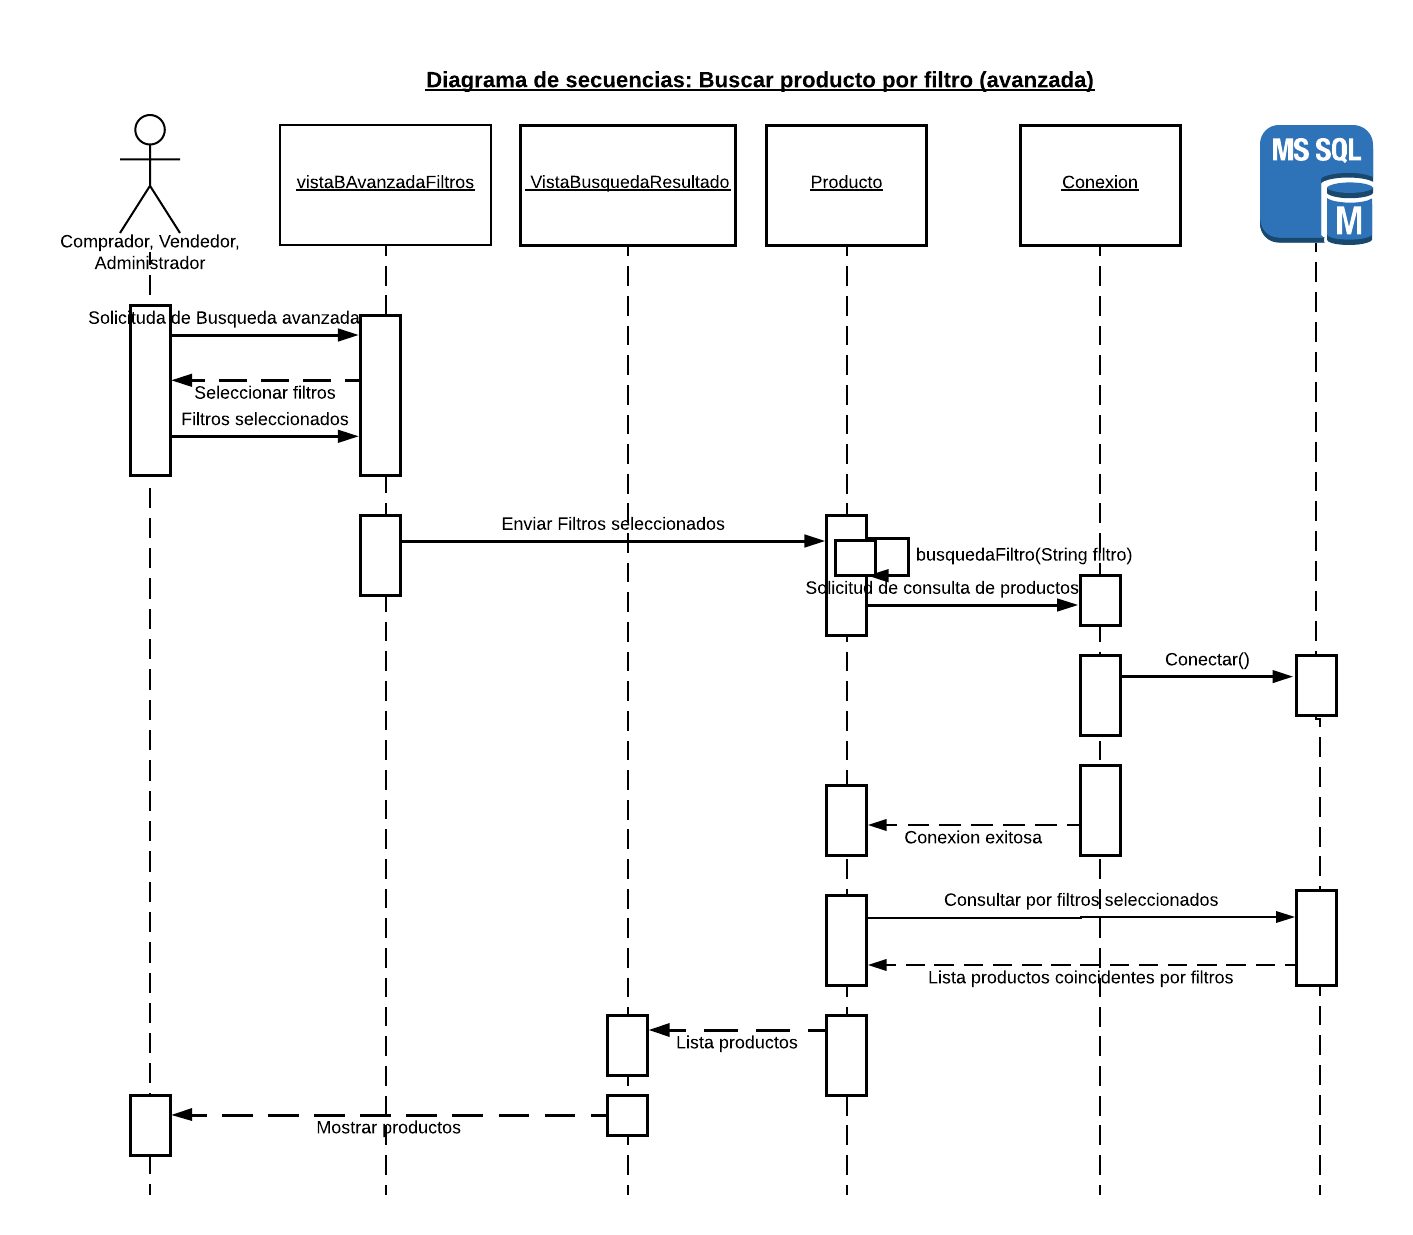 Diagrama de secuencias: Buscar producto por filtro (avanzada)
MS SQL
M
vistaBAvanzadaFiltros
VistaBusquedaResultado
Producto
Conexion
Comprador, Vendedor,
Administrador
Solicituda de Busqueda avanzada
Seleccionar filtros
Filtros seleccionados
Enviar Filtros seleccionados
busquedaFiltro(String filtro)
Solicitud de consulta de productos
Conectar()
Conexion exitosa
Consultar por filtros seleccionados
Lista productos coincidentes por filtros
Lista productos
Mostrar productos